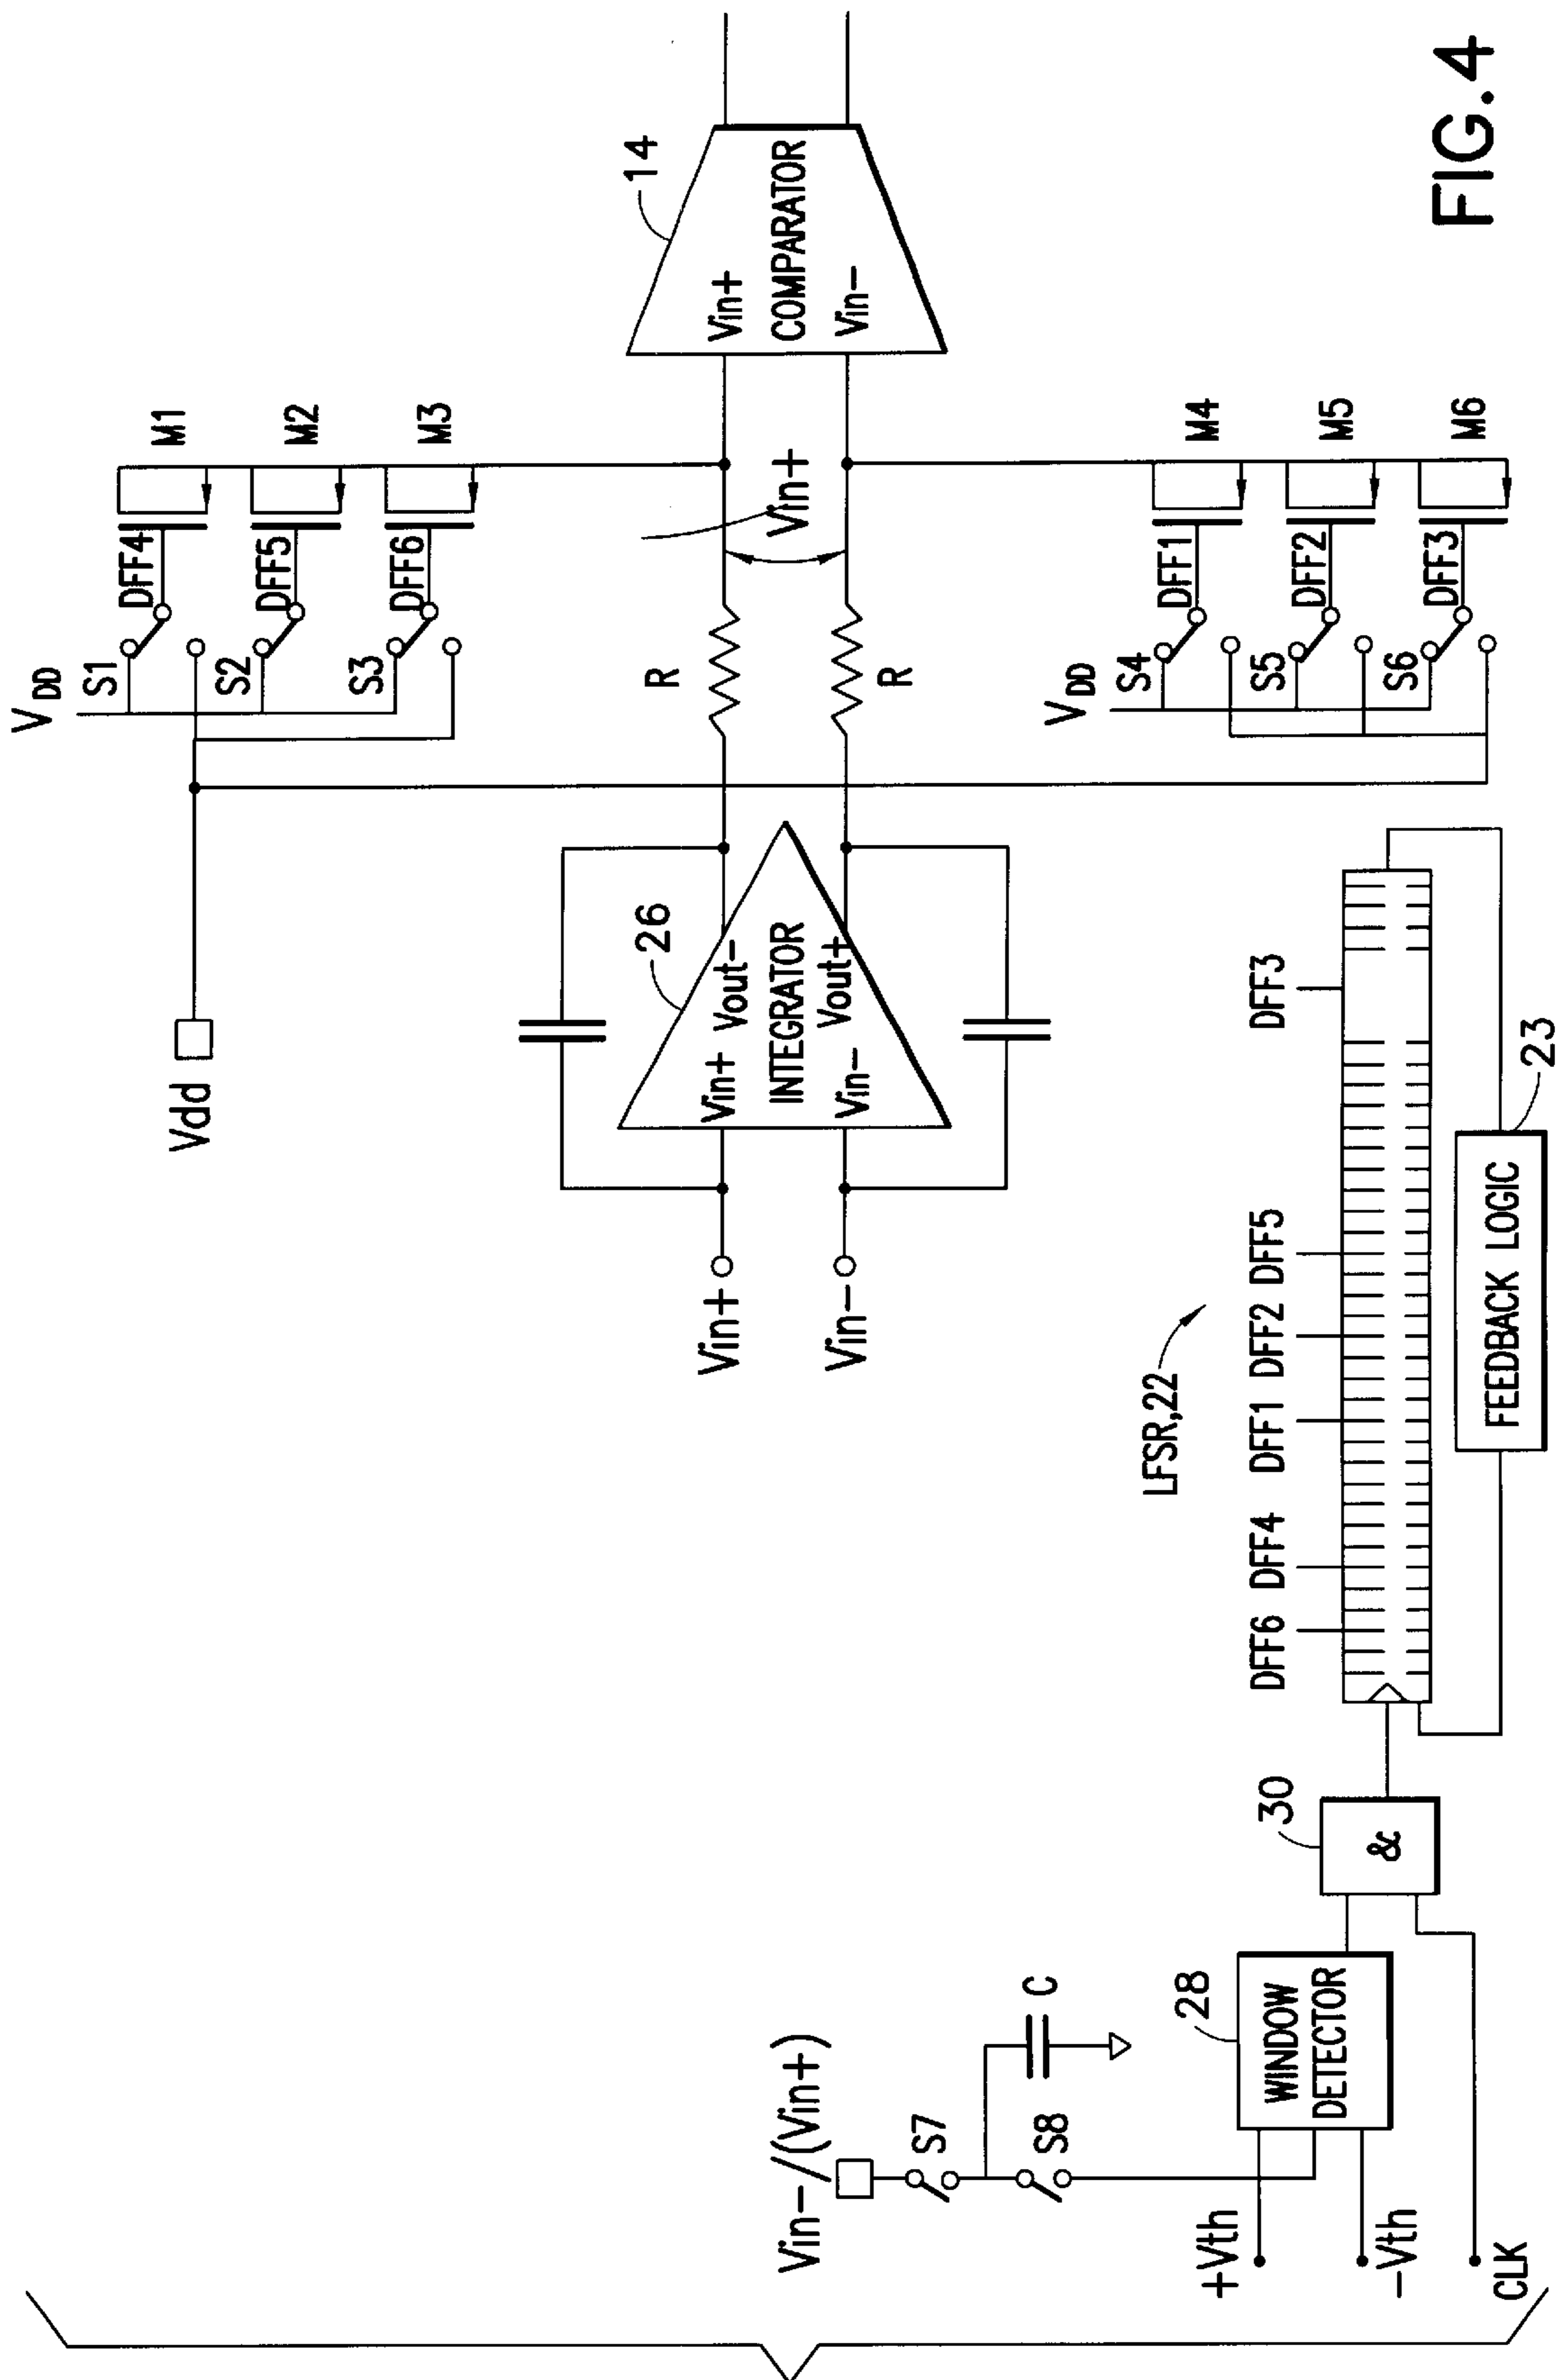 VDD
S1
DFF4
M1
S2
DFF5
M2
S3
DFF6
M3
Vdd
Vin+
Vin-
26
Vin+ Vout-
INTEGRATOR
Vin- Vout+
R
R
Vin+
14
Vin+
COMPARATOR
Vin-
VDD
S4
DFF1
M4
S5
DFF2
M5
S6
DFF3
M6
Vin-/(Vin+)
S7
C
S8
+Vth
-Vth
CLK
28
WINDOW
DETECTOR
30
&
LFSR,22
DFF6 DFF4 DFF1 DFF2 DFF5 DFF3
FEEDBACK LOGIC
23
FIG.4